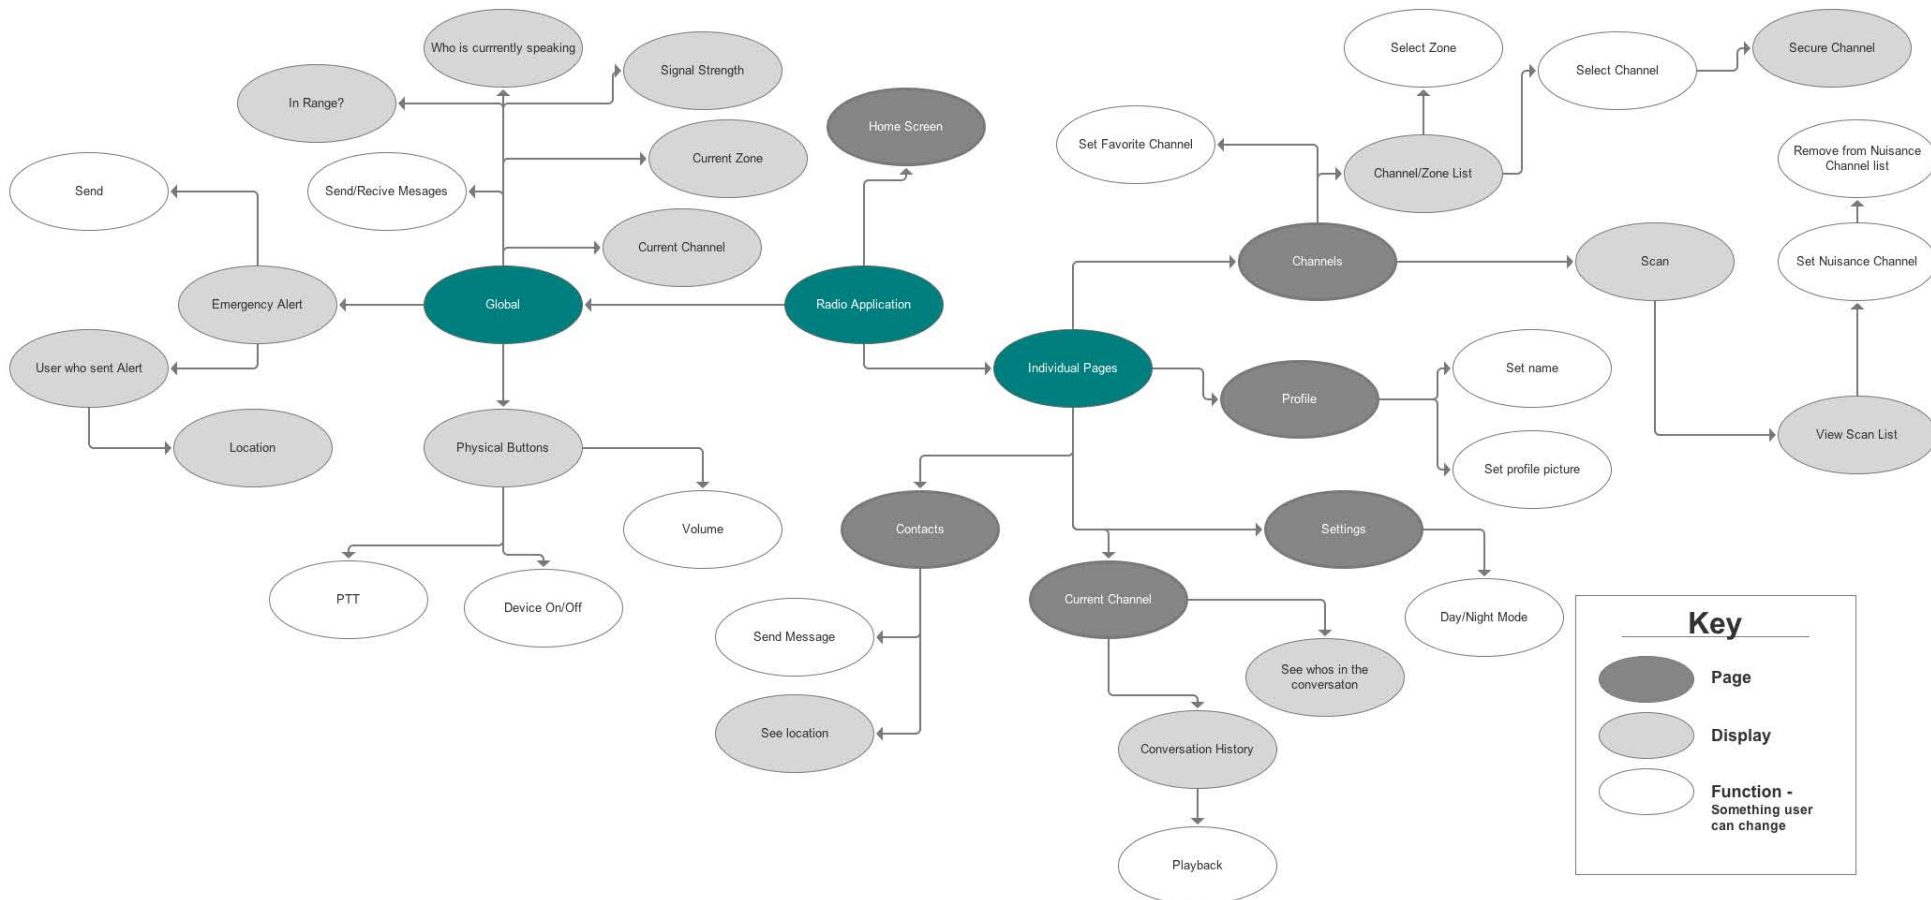 Who is currrently speaking
Signal Strength
In Range?
Home Screen
Current Zone
Send
Send/Recive Mesages
Current Channel
Emergency Alert
Global
Radio Application
User who sent Alert
Location
Physical Buttons
Volume
PTT
Device On/Off
Select Zone
Select Channel
Secure Channel
Set Favorite Channel
Channel/Zone List
Remove from Nuisance
Channel list
Channels
Scan
Set Nuisance Channel
Individual Pages
Profile
Set name
Set profile picture
View Scan List
Contacts
Settings
Current Channel
Day/Night Mode
Send Message
See location
See whos in the
conversaton
Conversation History
Playback
Key
Page
Display
Function -
Something user
can change